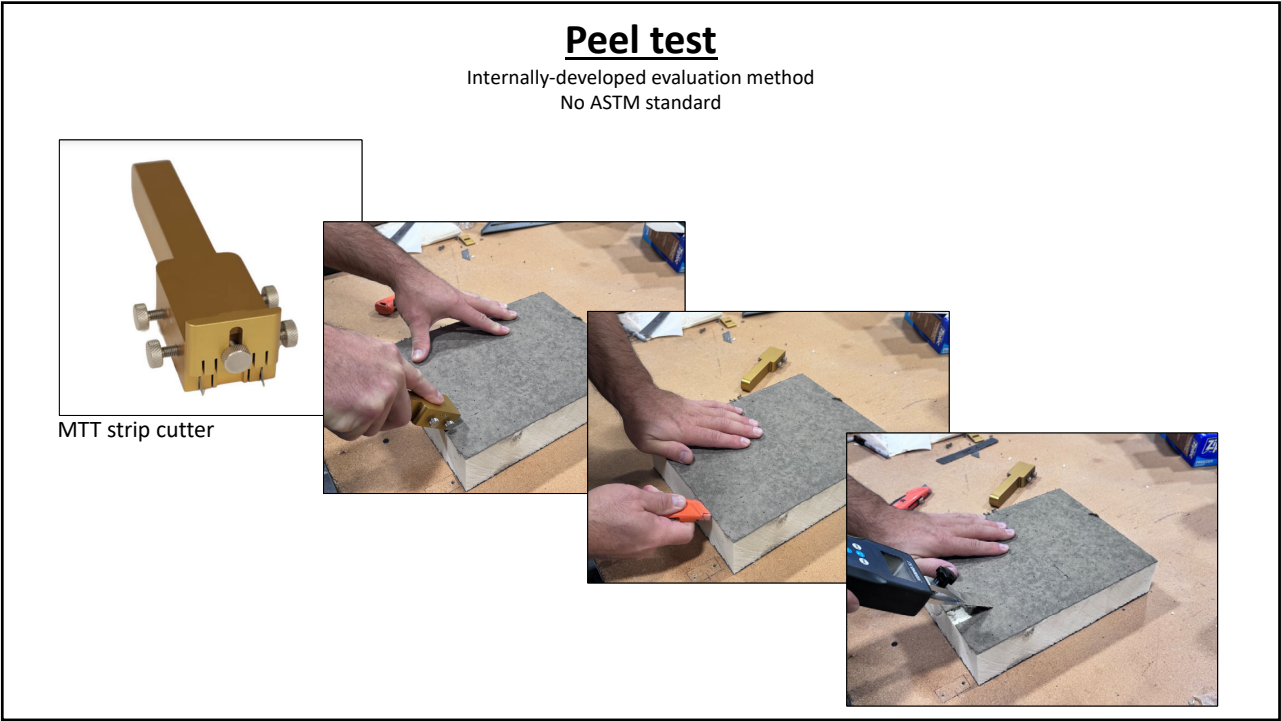 Peel test
Internally-developed evaluation method
No ASTM standard
MTT strip cutter